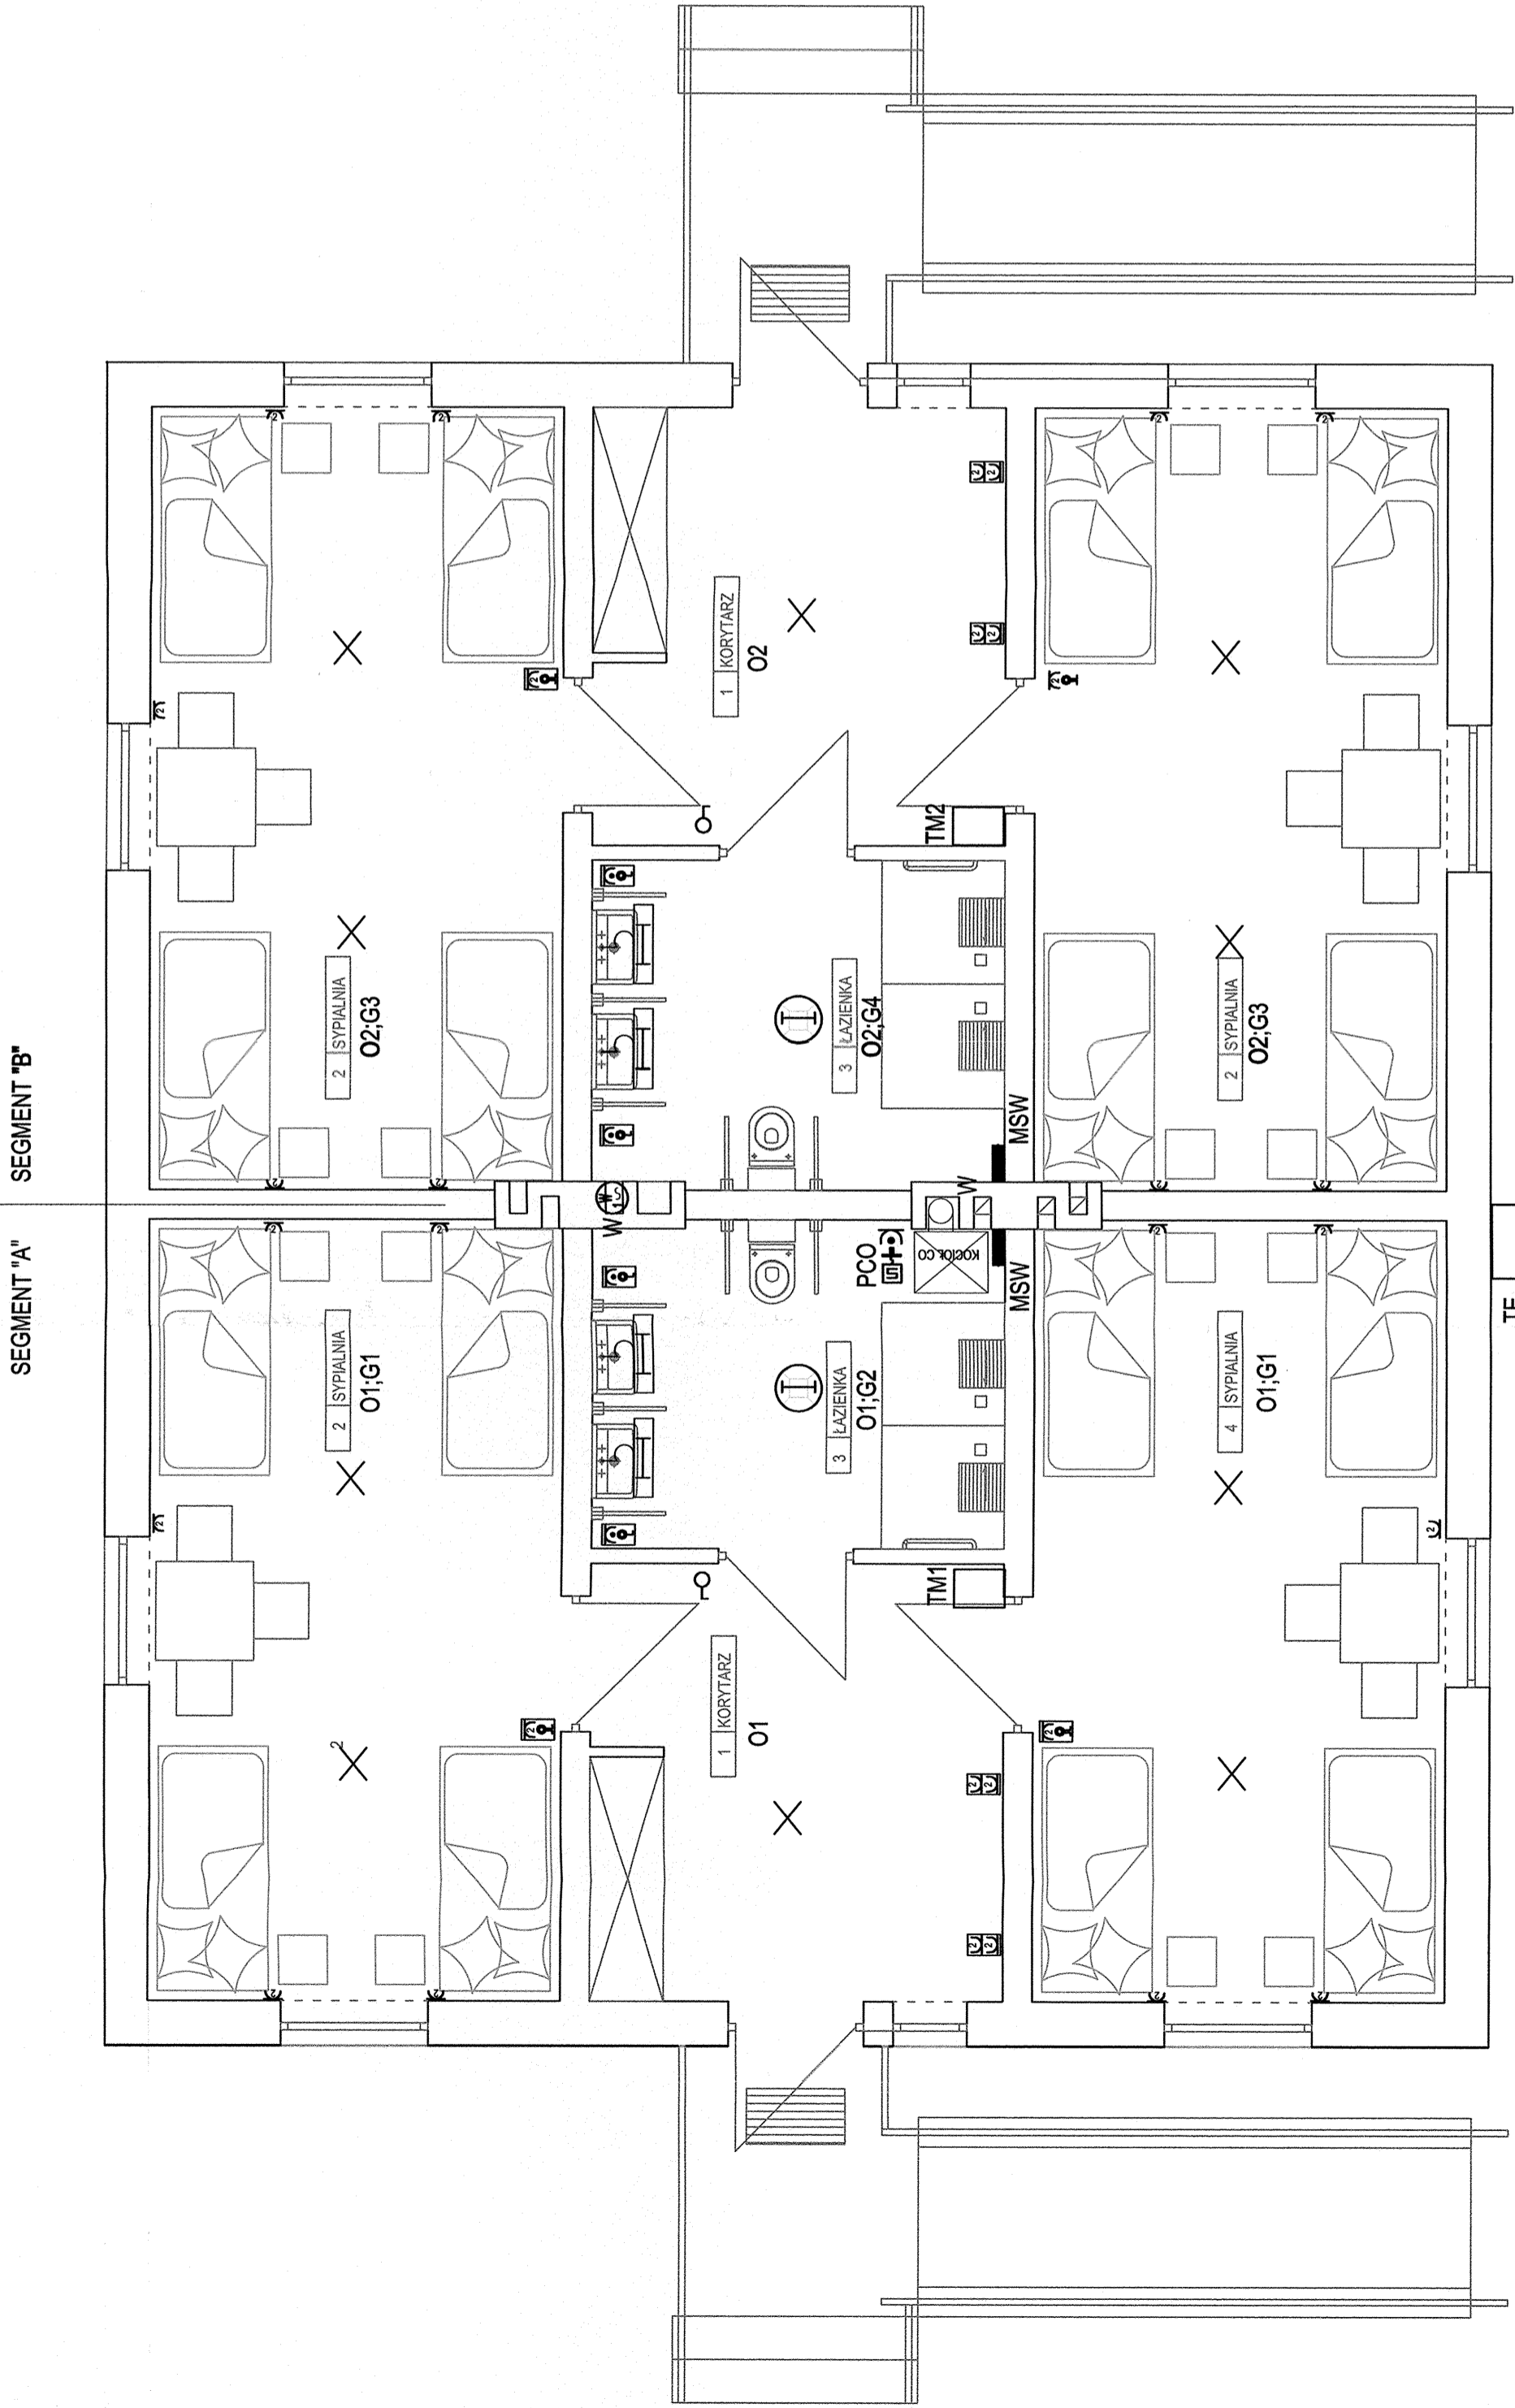 SEGMENT "A"
SEGMENT "B"
2 SYPIALNIA
O1;G1
2 SYPIALNIA
O2;G3
2
W
1 KORYTARZ
O1
3 ŁAZIENKA
O1;G2
3 ŁAZIENKA
O2;G4
1 KORYTARZ
O2
PCO
KOCIOŁ CO
W
TM1
TM2
MSW
MSW
4 SYPIALNIA
O1;G1
2 SYPIALNIA
O2;G3